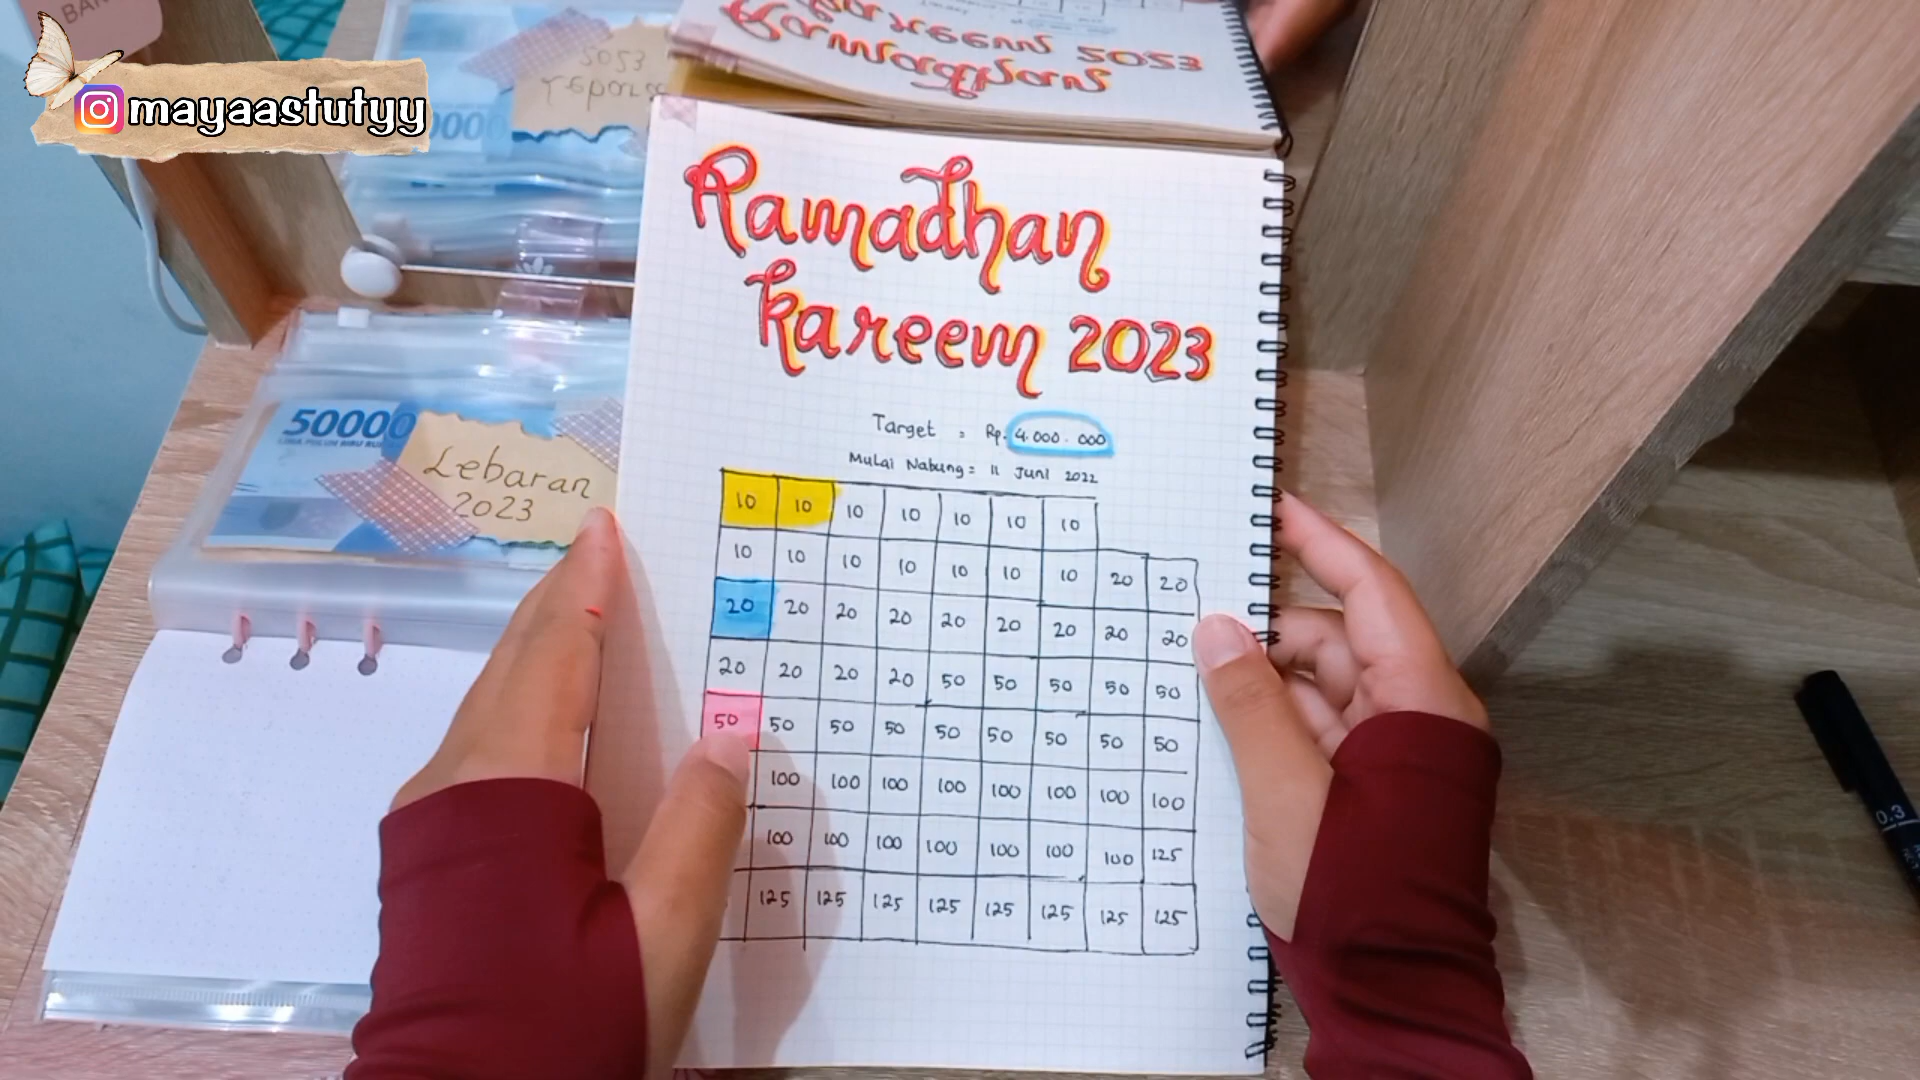 mayaastutyy
Ramadhan
Kareem 2023
Target : Rp. 4.000.000
Mulai Nabung = 11 Juni 2022
10 10 10 10 10 10 10
10 10 10 10 10 10 10 20 20
20 20 20 20 20 20 20 20 20
20 20 20 20 50 50 50 50 50
50 50 50 50 50 50 50 50 50
100 100 100 100 100 100 100 100
100 100 100 100 100 100 100 125
125 125 125 125 125 125 125 125
50000
Lebaran
2023
0.3